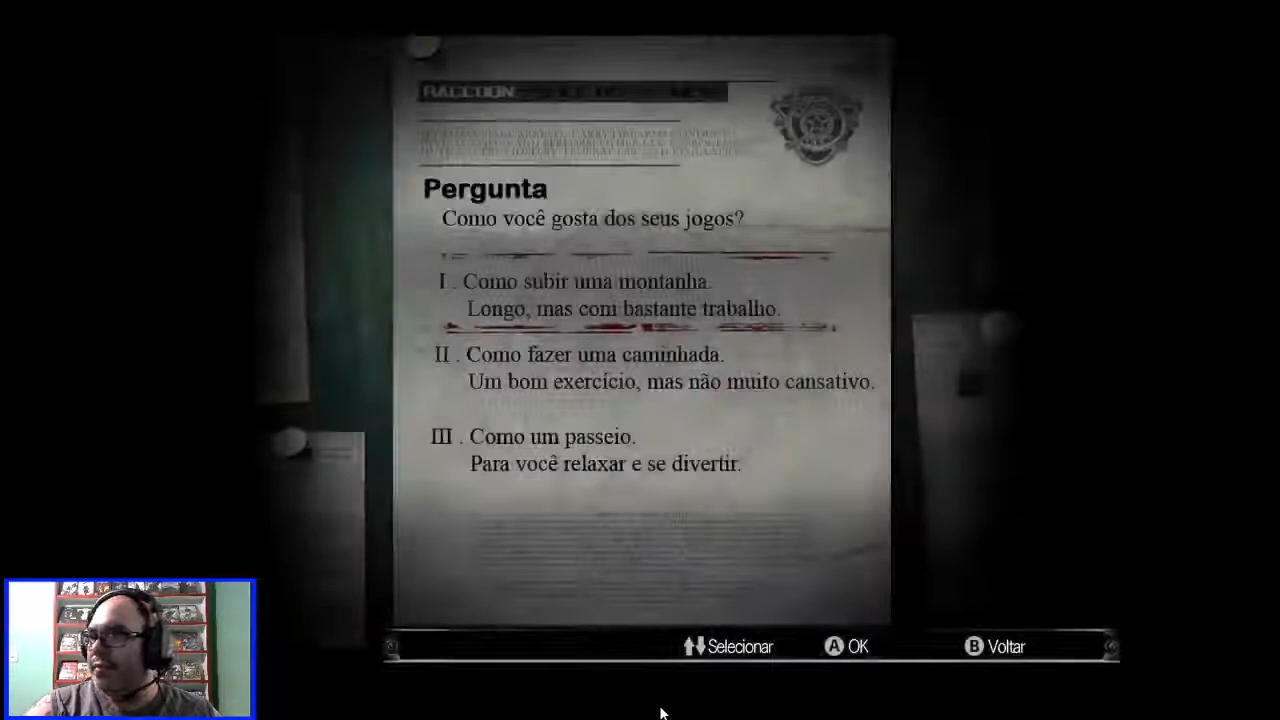 RACCOON
Pergunta
Como você gosta dos seus jogos?
I . Como subir uma montanha.
Longo, mas com bastante trabalho.
II . Como fazer uma caminhada.
Um bom exercício, mas não muito cansativo.
III . Como um passeio.
Para você relaxar e se divertir.
Selecionar A OK B Voltar